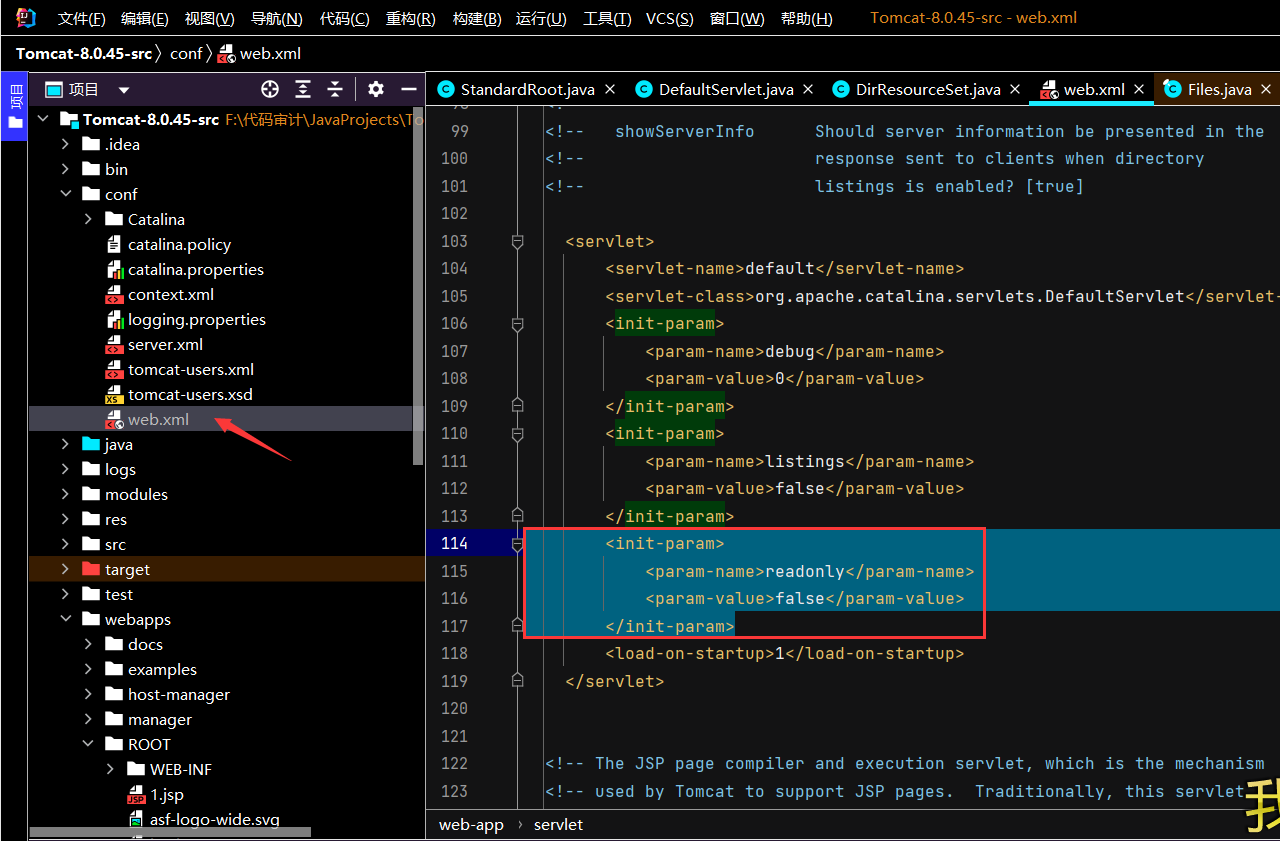 文件(F) 编辑(E) 视图(V) 导航(N) 代码(C) 重构(R) 构建(B) 运行(U) 工具(T) VCS(S) 窗口(W) 帮助(H) Tomcat-8.0.45-src - web.xml
Tomcat-8.0.45-src conf web.xml
项目
项目
StandardRoot.java DefaultServlet.java DirResourceSet.java web.xml Files.java
Tomcat-8.0.45-src F:\代码审计\JavaProjects\To
.idea
bin
conf
Catalina
catalina.policy
catalina.properties
context.xml
logging.properties
server.xml
tomcat-users.xml
tomcat-users.xsd
web.xml
java
logs
modules
res
src
target
test
webapps
docs
examples
host-manager
manager
ROOT
WEB-INF
1.jsp
asf-logo-wide.svg
99 <!-- showServerInfo Should server information be presented in the
100 <!-- response sent to clients when directory
101 <!-- listings is enabled? [true]
102
103 <servlet>
104 <servlet-name>default</servlet-name>
105 <servlet-class>org.apache.catalina.servlets.DefaultServlet</servlet-
106 <init-param>
107 <param-name>debug</param-name>
108 <param-value>0</param-value>
109 </init-param>
110 <init-param>
111 <param-name>listings</param-name>
112 <param-value>false</param-value>
113 </init-param>
114 <init-param>
115 <param-name>readonly</param-name>
116 <param-value>false</param-value>
117 </init-param>
118 <load-on-startup>1</load-on-startup>
119 </servlet>
120
121
122 <!-- The JSP page compiler and execution servlet, which is the mechanism
123 <!-- used by Tomcat to support JSP pages. Traditionally, this servlet
web-app › servlet